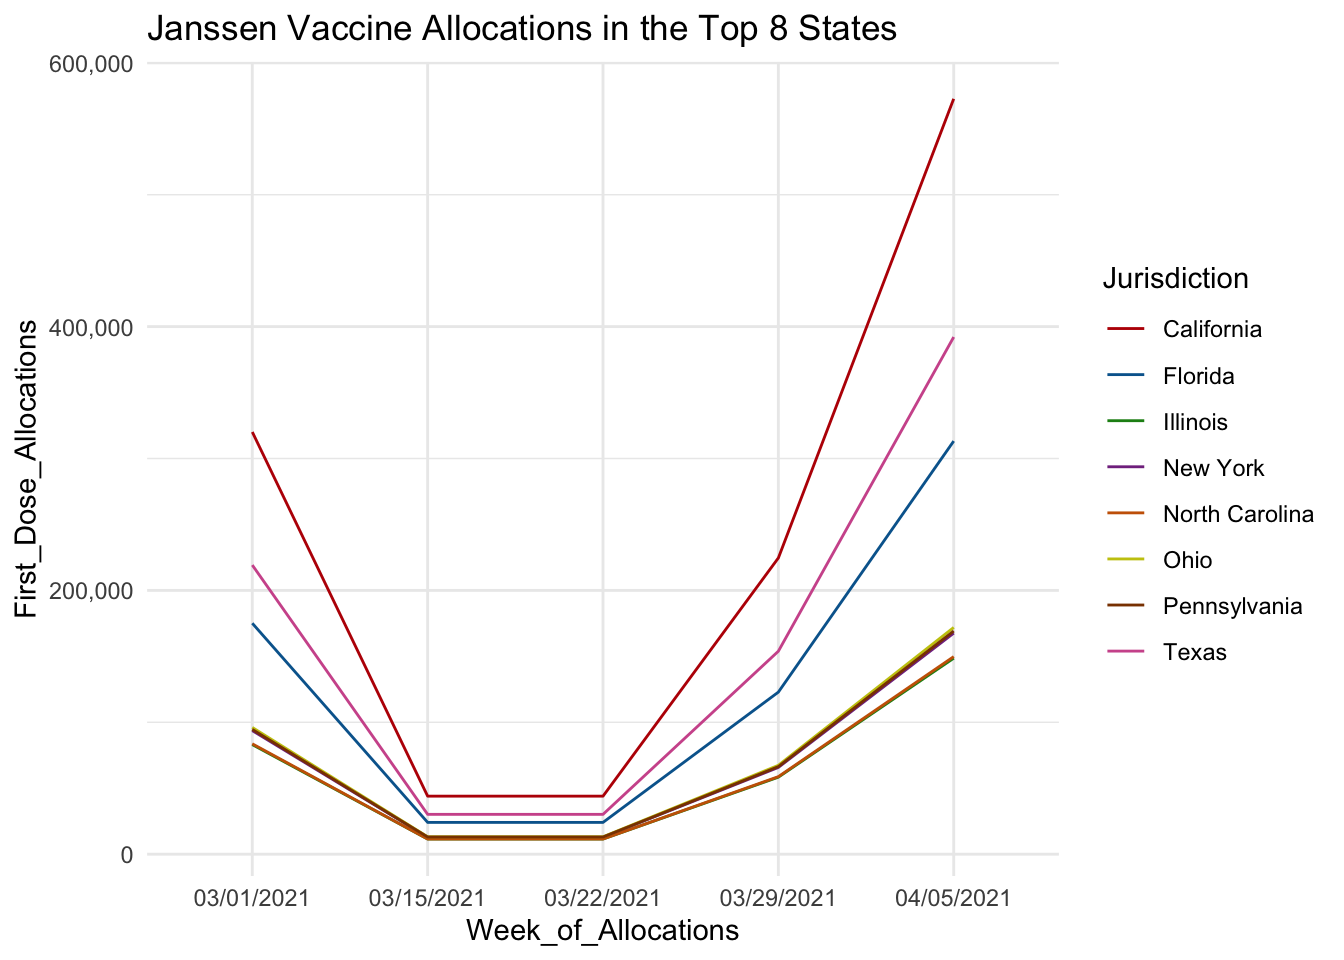 Janssen Vaccine Allocations in the Top 8 States
First_Dose_Allocations
600,000
400,000
200,000
0
03/01/2021
03/15/2021
03/22/2021
03/29/2021
04/05/2021
Week_of_Allocations
Jurisdiction
California
Florida
Illinois
New York
North Carolina
Ohio
Pennsylvania
Texas